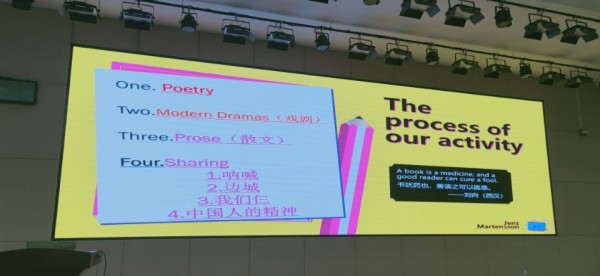 One. Poetry
Two.Modern Dramas（戏剧）
Three.Prose（散文）
Four.Sharing
1.呐喊
2.边城
3.我们仨
4.中国人的精神
The
process of
our activity
A book is a medicine, and a
good reader can cure a fool.
书犹药也，善读之可以医愚。
——刘向（西汉）
Jens
Martensson